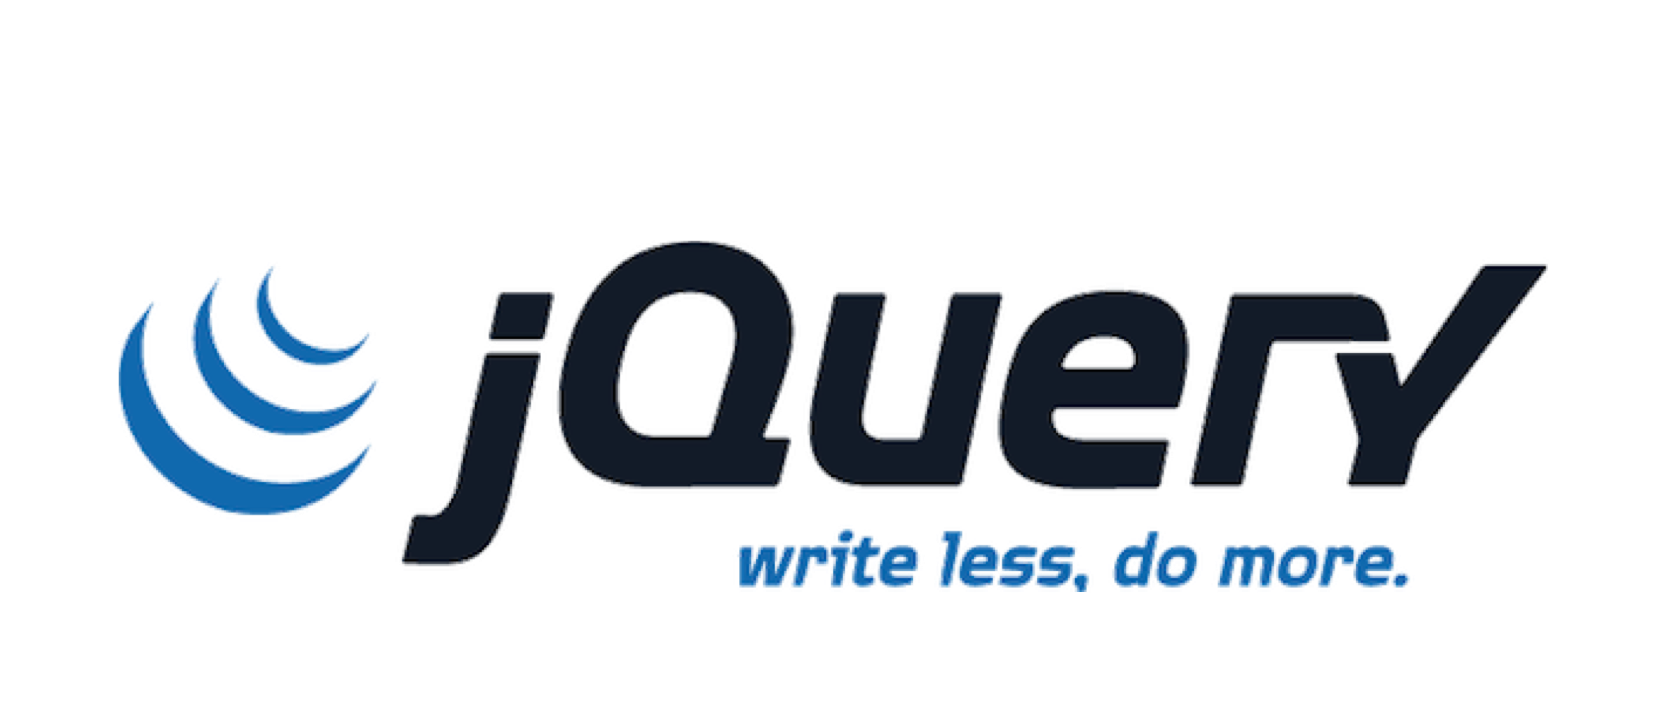 jQuery
write less, do more.